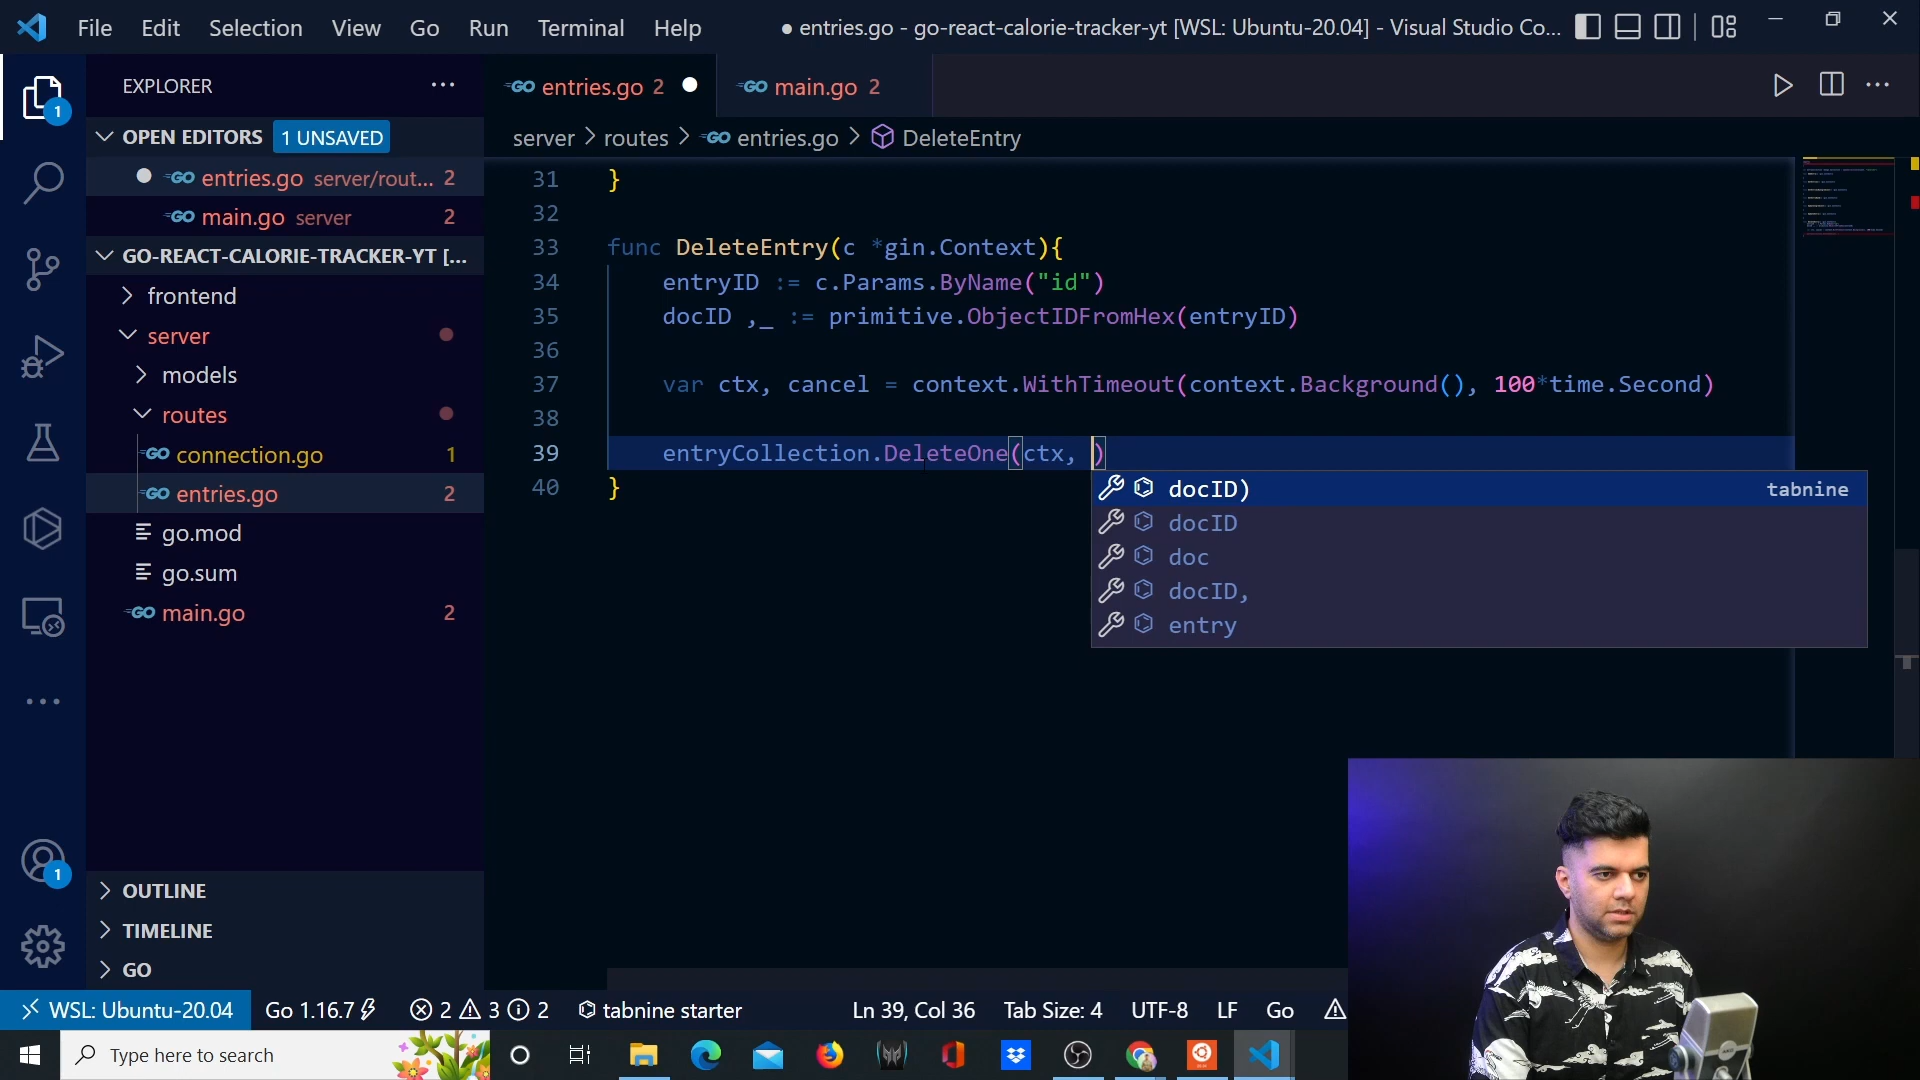 File Edit Selection View Go Run Terminal Help
● entries.go - go-react-calorie-tracker-yt [WSL: Ubuntu-20.04] - Visual Studio Co...
EXPLORER
OPEN EDITORS 1 UNSAVED
entries.go server/rout... 2
main.go server 2
GO-REACT-CALORIE-TRACKER-YT [...
frontend
server
models
routes
connection.go 1
entries.go 2
go.mod
go.sum
main.go 2
OUTLINE
TIMELINE
GO
1
1
entries.go 2
main.go 2
server > routes > entries.go > DeleteEntry
31 }
32
33 func DeleteEntry(c *gin.Context){
34 entryID := c.Params.ByName("id")
35 docID ,_ := primitive.ObjectIDFromHex(entryID)
36
37 var ctx, cancel = context.WithTimeout(context.Background(), 100*time.Second)
38
39 entryCollection.DeleteOne(ctx, )
40 }
docID) tabnine
docID
doc
docID,
entry
WSL: Ubuntu-20.04 Go 1.16.7 2 3 2 tabnine starter Ln 39, Col 36 Tab Size: 4 UTF-8 LF Go
Type here to search